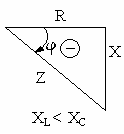 R
φ ⊖ X
Z
X_L < X_C